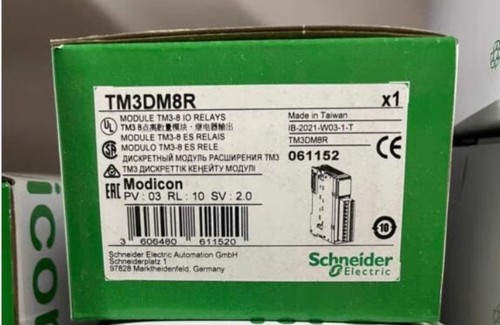 TM3DM8R
x1
MODULE TM3-8 IO RELAYS
TM3 8点离散量模块，继电器输出
MODULE TM3-8 ES RELAIS
MODULO TM3-8 ES RELE
ДИСКРЕТНЫЙ МОДУЛЬ РАСШИРЕНИЯ ТМ3
ТМ3 ДИСКРЕТТІК КЕҢЕЙТУ МОДУЛІ
Made in Taiwan
IB-2021-W03-1-T
TM3DM8R
061152
CE
UL
EAC
Modicon
PV : 03 RL : 10 SV : 2.0
3 606480 611520
10
Schneider Electric Automation GmbH
Schneiderplatz 1
97828 Marktheidenfeld, Germany
Schneider
Electric